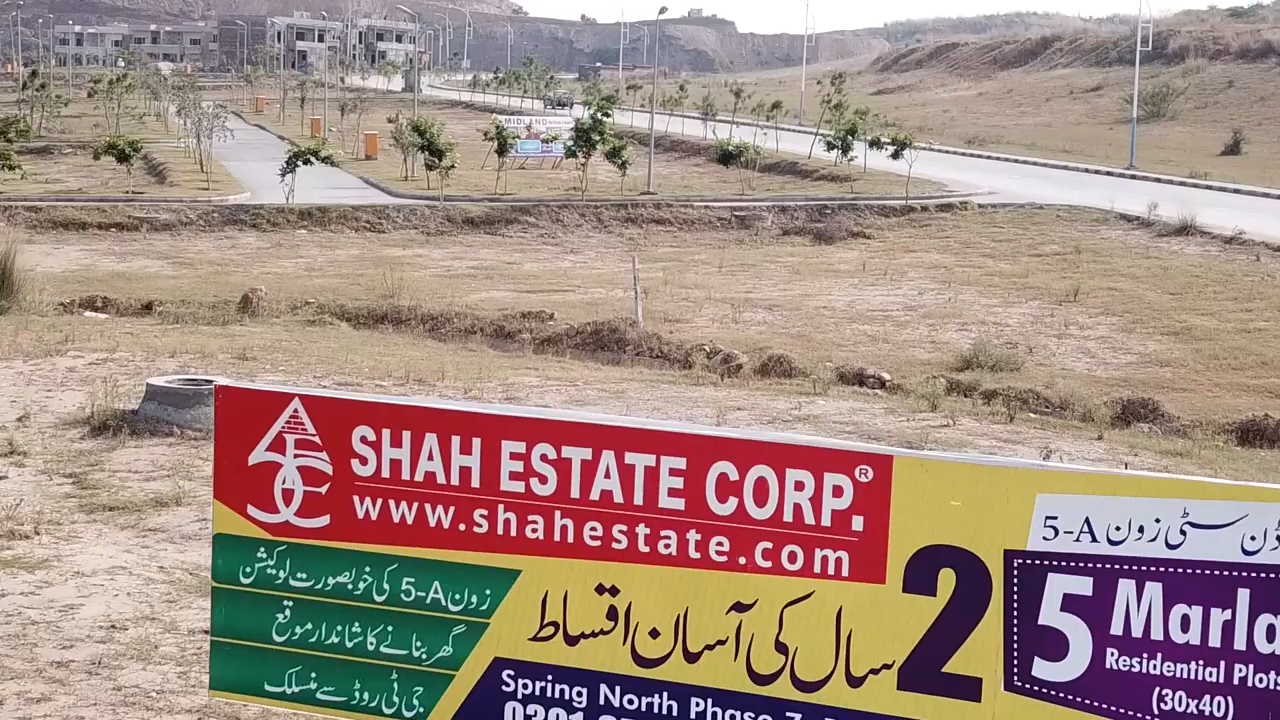 MIDLAND
SHAH ESTATE CORP.®
www.shahestate.com
زون 5-A کی خوبصورت لوکیشن
گھر بنانے کا شاندار موقع
جی ٹی روڈ سے منسلک
2 سال کی آسان اقساط
سٹی زون 5-A
5 Marla
Residential Plots
(30x40)
Spring North Phase 7,